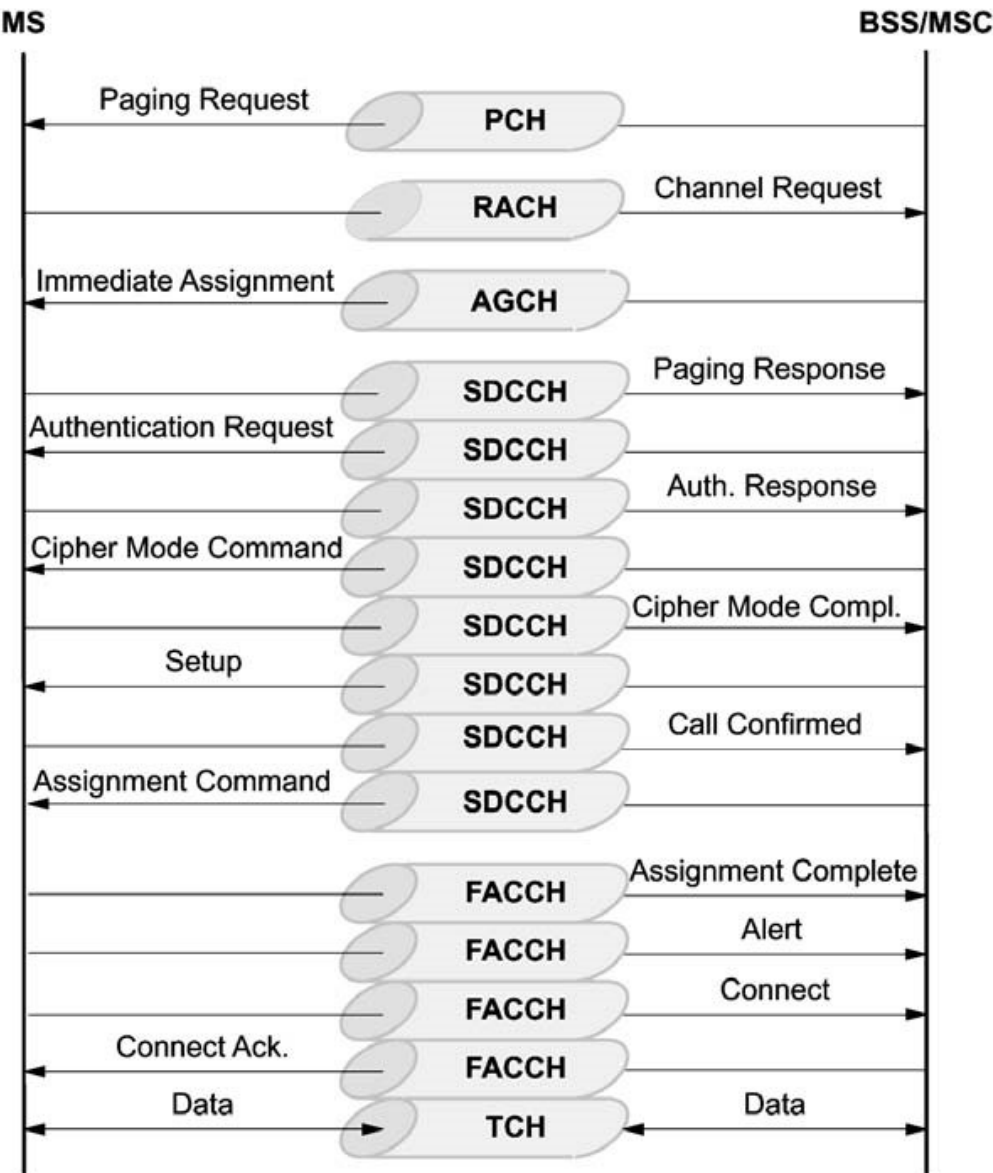 MS BSS/MSC
Paging Request PCH
RACH Channel Request
Immediate Assignment AGCH
SDCCH Paging Response
Authentication Request SDCCH
SDCCH Auth. Response
Cipher Mode Command SDCCH
SDCCH Cipher Mode Compl.
Setup SDCCH
SDCCH Call Confirmed
Assignment Command SDCCH
FACCH Assignment Complete
FACCH Alert
FACCH Connect
Connect Ack. FACCH
Data TCH Data